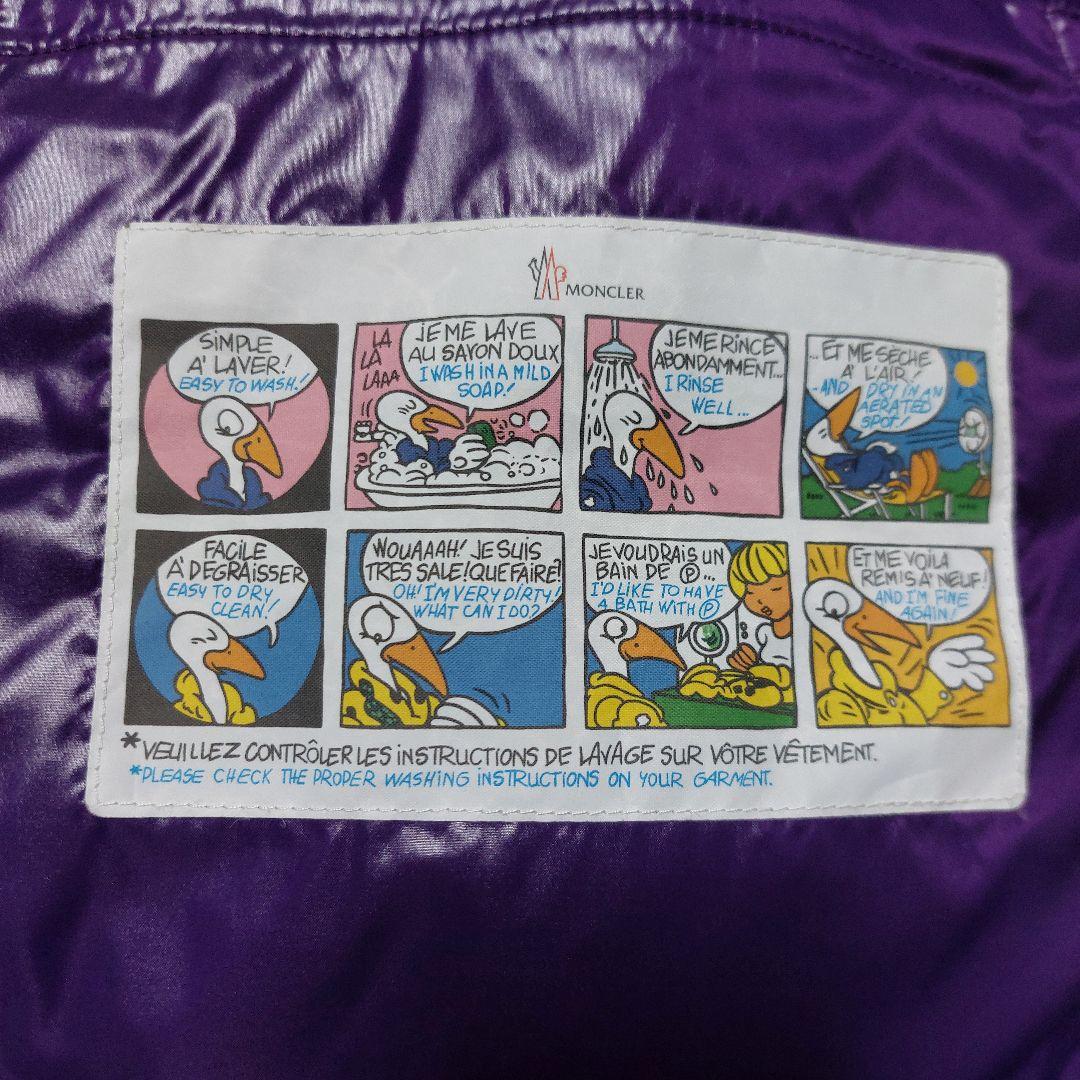 MONCLER
SiMPLE
A' LAVER!
EASY TO WASH!
LA
LA
LAAA
JE ME LAVE
AU SAVON DOUX
I WASH IN A MILD
SOAP!
JE ME RINCE
ABONDAMMENT...
I RINSE
WELL...
... ET ME SÈCHE
A' L'AIR!
..AND DRY IN AN
AERATED
SPOT!
FACILE
A' DEGRAISSER
EASY TO DRY
CLEAN!
WOUAAAH! JE SUIS
TRES SALE! QUE FAIRE?
OH! I'M VERY DIRTY!
WHAT CAN I DO?
JE VOUDRAIS UN
BAIN DE Ⓟ...
I'D LIKE TO HAVE
A BATH WITH Ⓟ
ET ME VOILA
REMIS A' NEUF!
AND I'M FINE
AGAIN!
*VEUILLEZ CONTRÔLER LES iNSTRUCTIONS DE LAVAGE SUR VÔTRE VÊTEMENT.
*PLEASE CHECK THE PROPER WASHING iNSTRUCTIONS ON YOUR GARMENT.